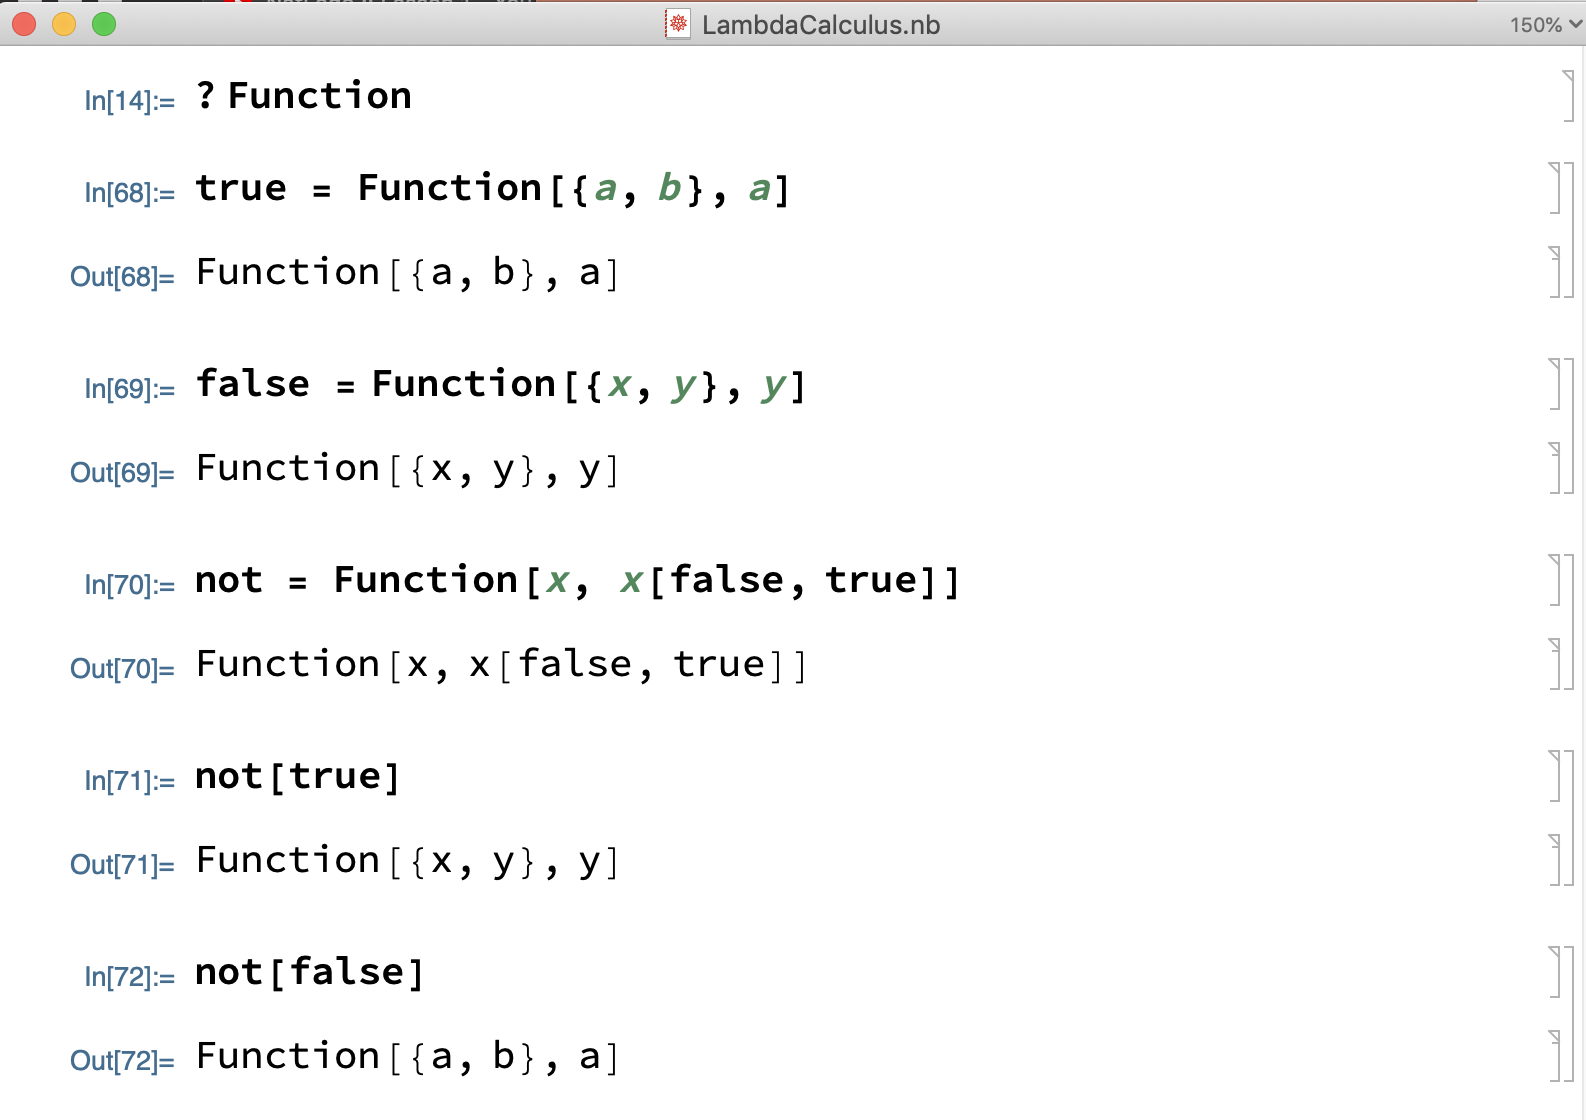 LambdaCalculus.nb
150%
In[14]:= ? Function
In[68]:= true = Function[{a, b}, a]
Out[68]= Function[{a, b}, a]
In[69]:= false = Function[{x, y}, y]
Out[69]= Function[{x, y}, y]
In[70]:= not = Function[x, x[false, true]]
Out[70]= Function[x, x[false, true]]
In[71]:= not[true]
Out[71]= Function[{x, y}, y]
In[72]:= not[false]
Out[72]= Function[{a, b}, a]